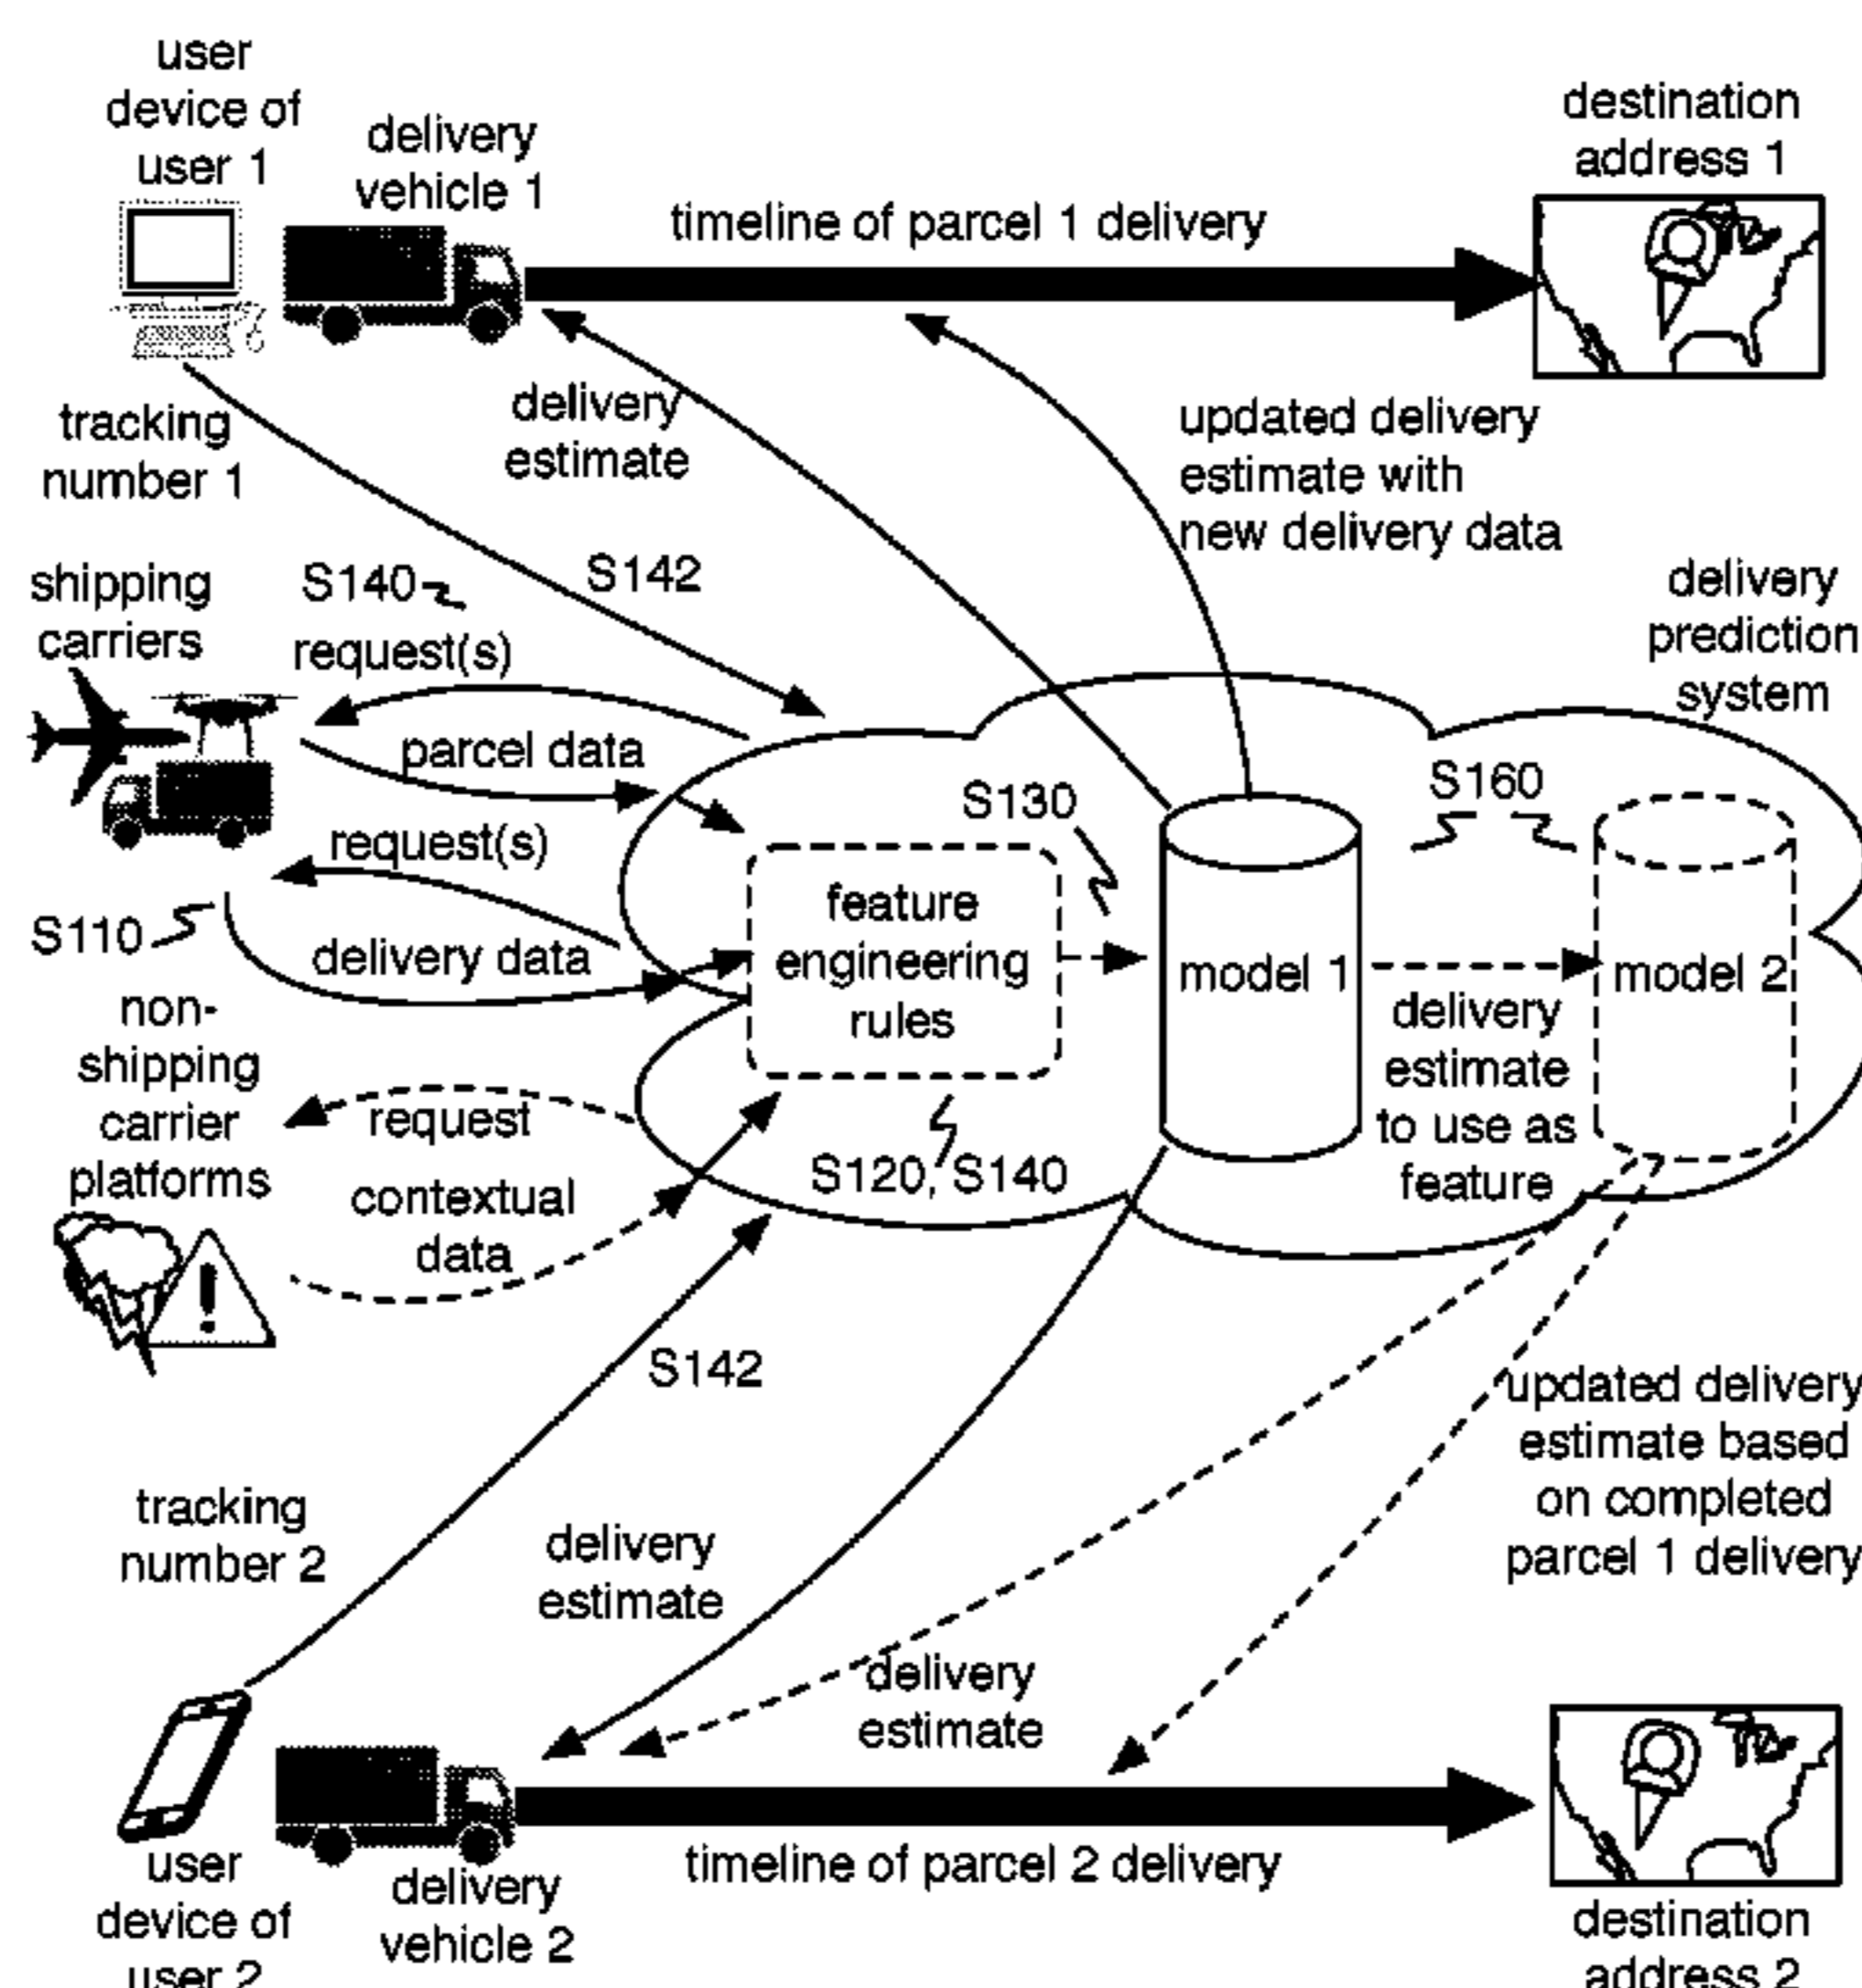 user
device of
user 1
delivery
vehicle 1
timeline of parcel 1 delivery
destination
address 1
tracking
number 1
delivery
estimate
updated delivery
estimate with
new delivery data
S142
shipping
carriers
S140
request(s)
parcel data
request(s)
S110
delivery data
delivery
prediction
system
S130
S160
feature
engineering
rules
model 1
model 2
delivery
estimate
to use as
feature
S120, S140
non-
shipping
carrier
platforms
request
contextual
data
!
S142
tracking
number 2
delivery
estimate
delivery
estimate
updated delivery
estimate based
on completed
parcel 1 delivery
user
device of
user 2
delivery
vehicle 2
timeline of parcel 2 delivery
destination
address 2